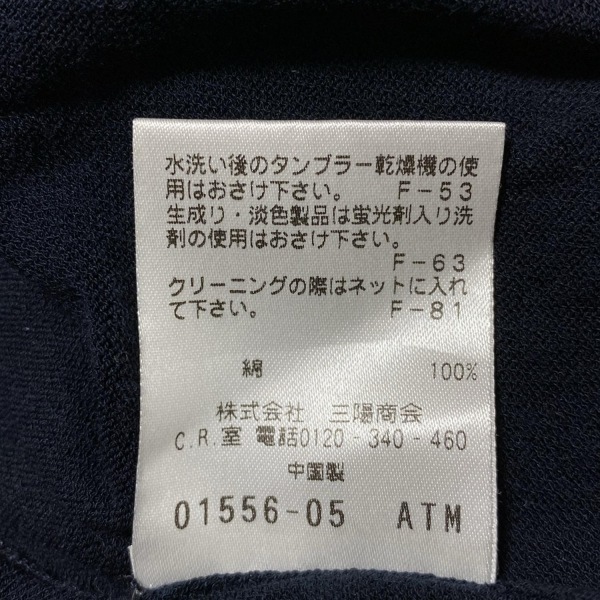 水洗い後のタンブラー乾燥機の使
用はおさけ下さい。 F-53
生成り・淡色製品は蛍光剤入り洗
剤の使用はおさけ下さい。
F-63
クリーニングの際はネットに入れ
て下さい。 F-81
綿 100%
株式会社 三陽商会
C.R.室 電話0120-340-460
中国製
01556-05 ATM